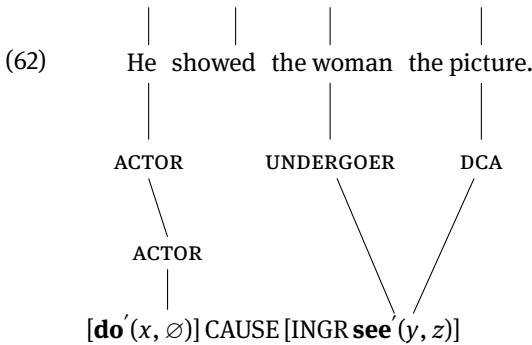 (62) He showed the woman the picture.
ACTOR UNDERGOER DCA
ACTOR
[do′(x, ∅)] CAUSE [INGR see′(y, z)]